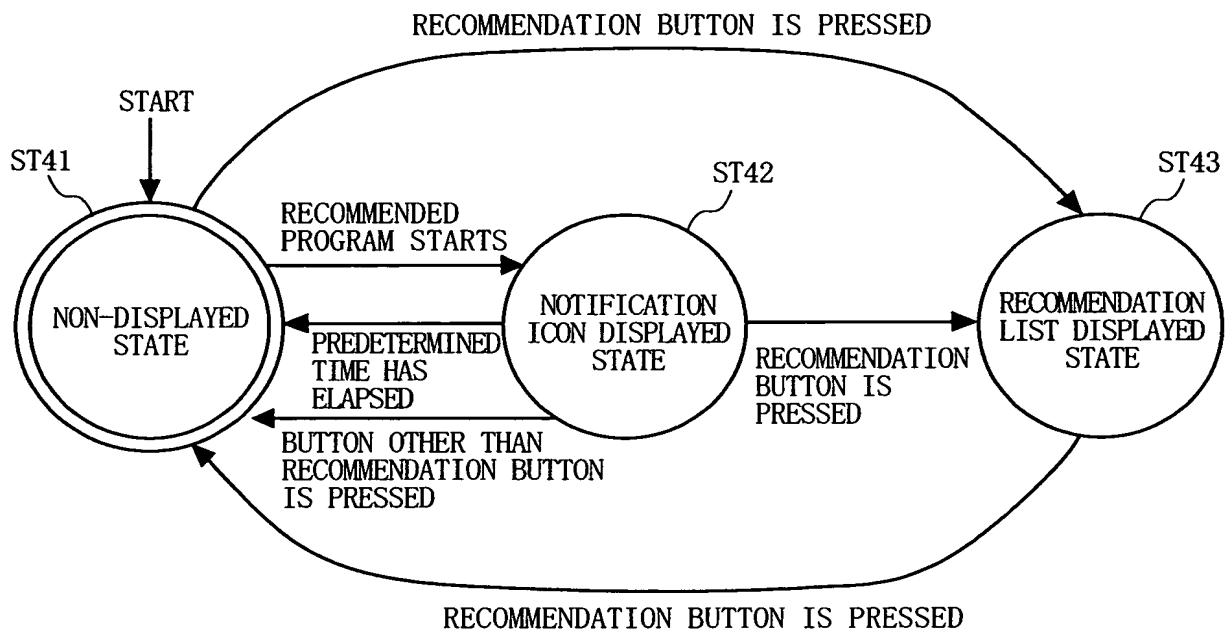 RECOMMENDATION BUTTON IS PRESSED
START
ST41
ST42
ST43
RECOMMENDED
PROGRAM STARTS
NON-DISPLAYED
STATE
NOTIFICATION
ICON DISPLAYED
STATE
RECOMMENDATION
LIST DISPLAYED
STATE
PREDETERMINED
TIME HAS
ELAPSED
RECOMMENDATION
BUTTON IS
PRESSED
BUTTON OTHER THAN
RECOMMENDATION BUTTON
IS PRESSED
RECOMMENDATION BUTTON IS PRESSED